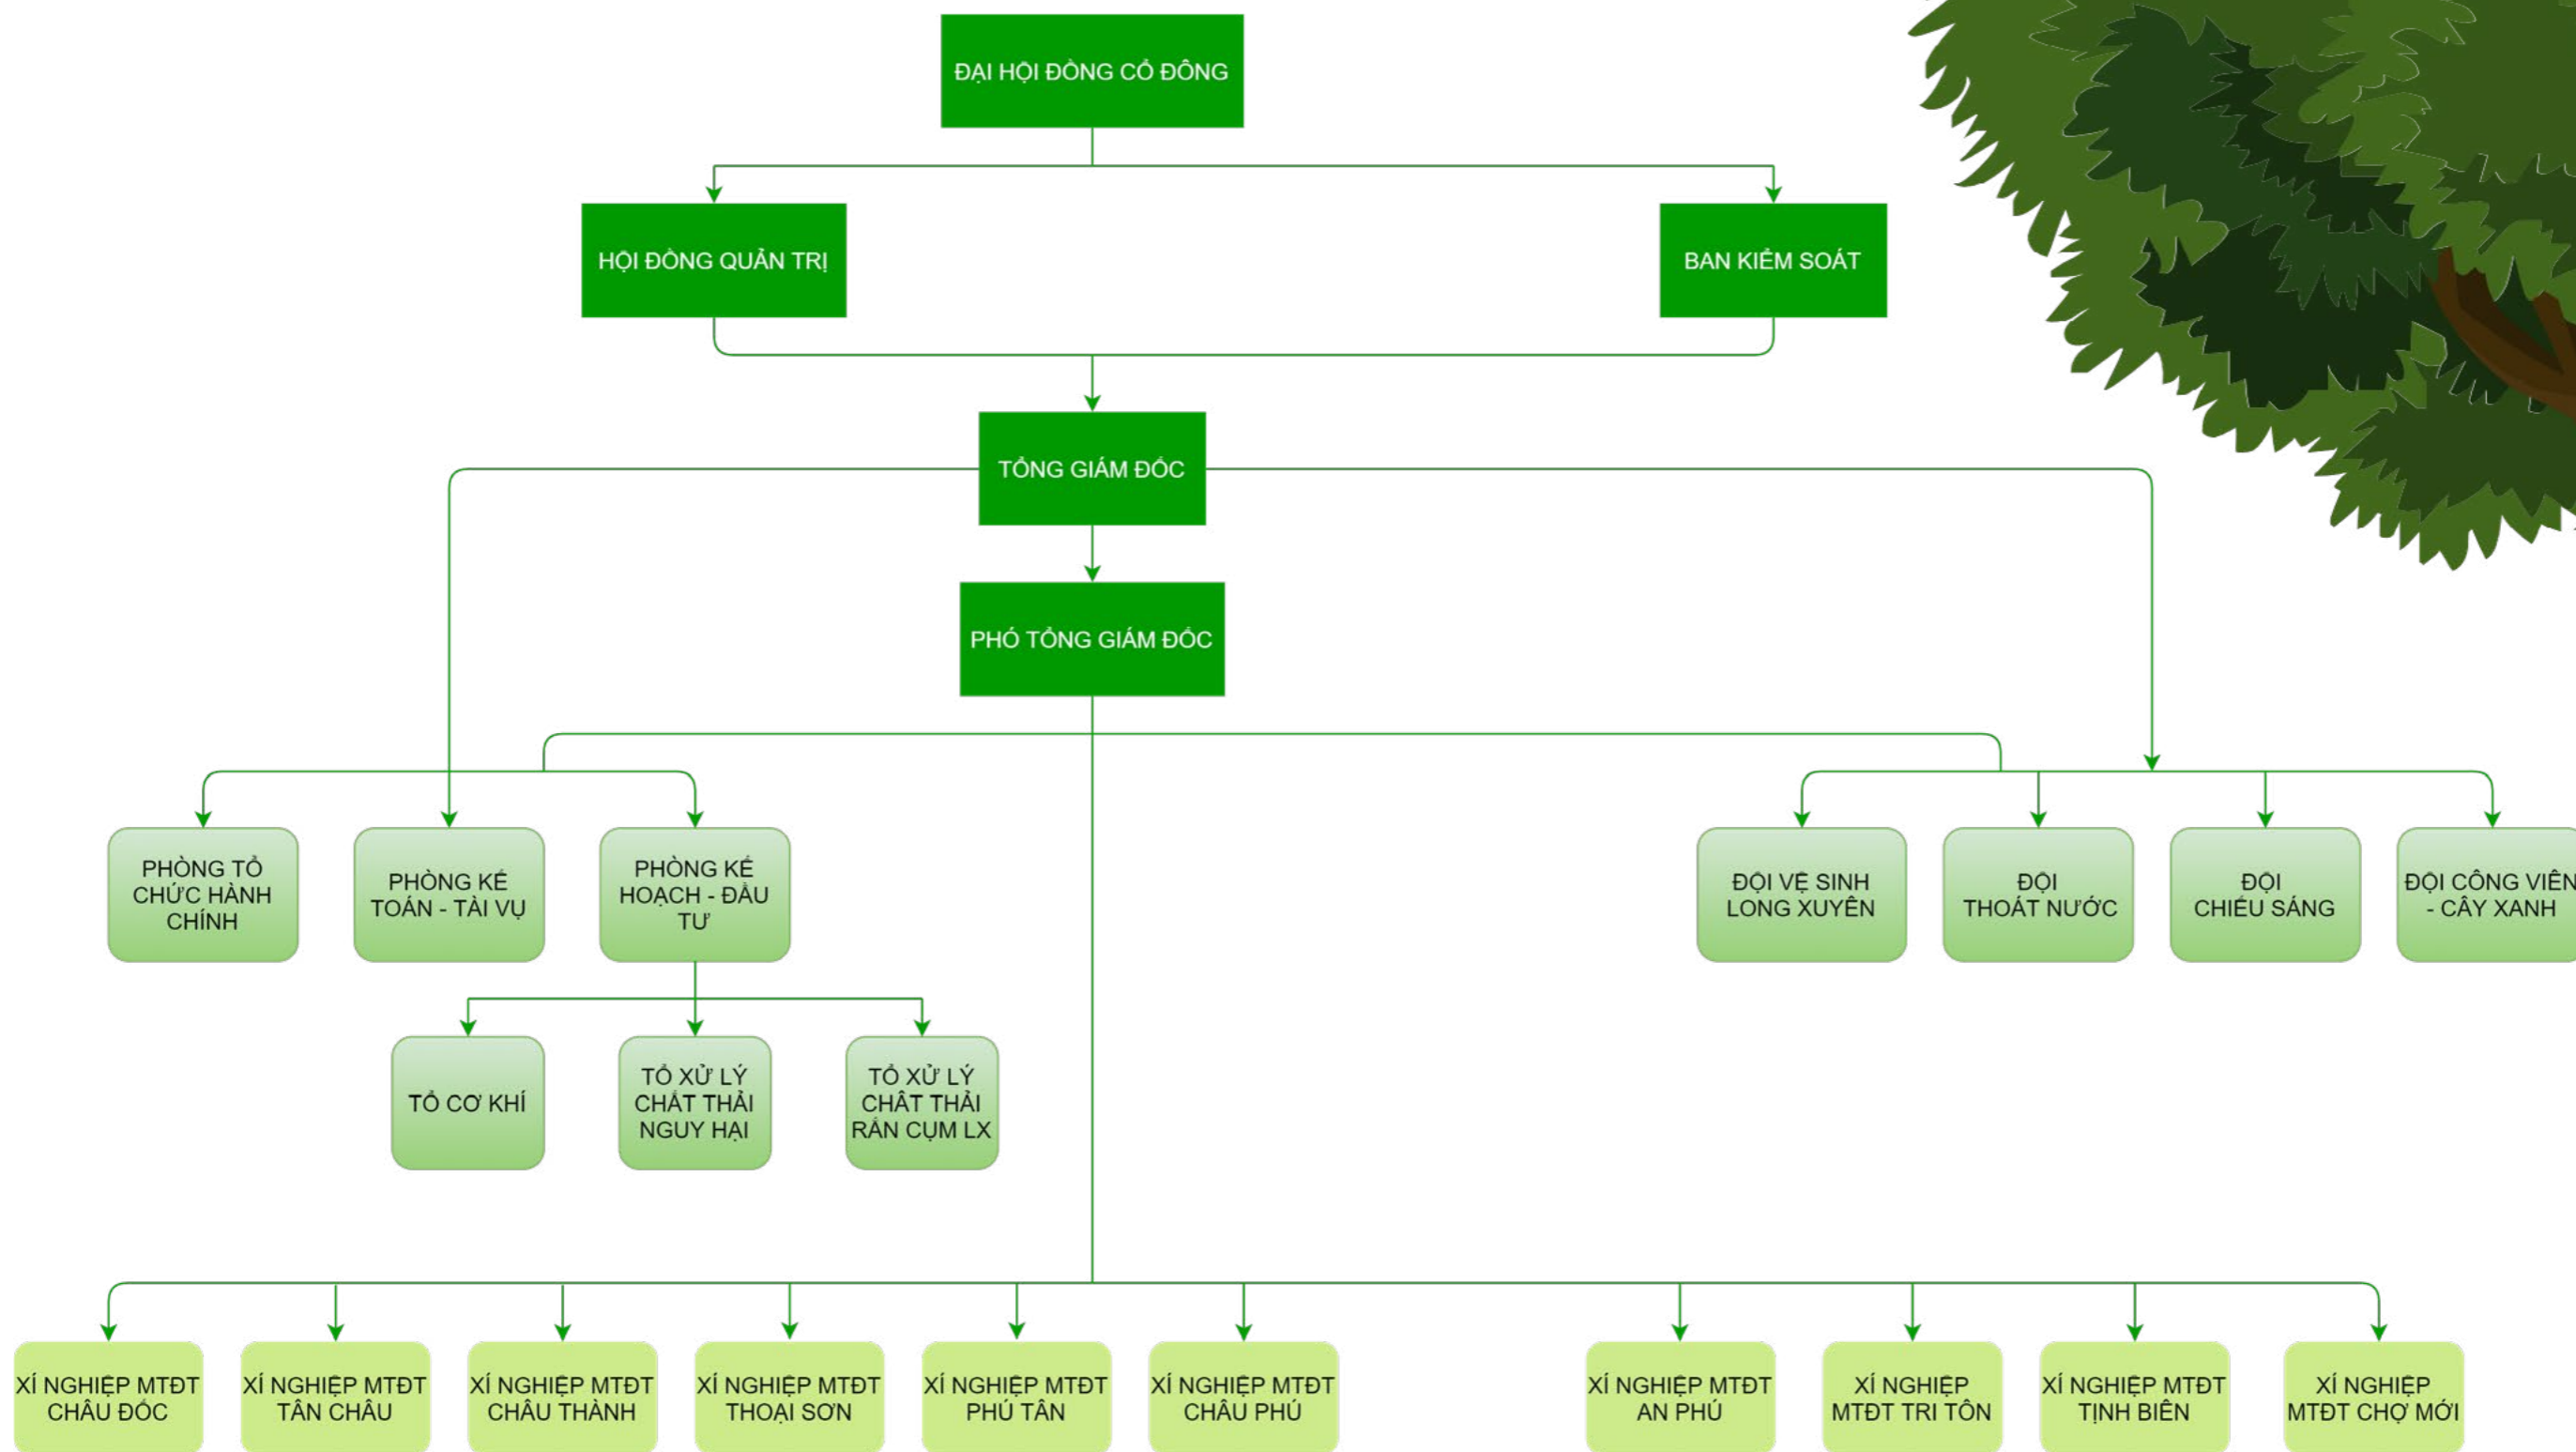 ĐẠI HỘI ĐỒNG CỔ ĐÔNG
HỘI ĐỒNG QUẢN TRỊ
BAN KIỂM SOÁT
TỔNG GIÁM ĐỐC
PHÓ TỔNG GIÁM ĐỐC
PHÒNG TỔ
CHỨC HÀNH
CHÍNH
PHÒNG KẾ
TOÁN - TÀI VỤ
PHÒNG KẾ
HOẠCH - ĐẦU
TƯ
ĐỘI VỆ SINH
LONG XUYÊN
ĐỘI
THOÁT NƯỚC
ĐỘI
CHIẾU SÁNG
ĐỘI CÔNG VIÊN
- CÂY XANH
TỔ CƠ KHÍ
TỔ XỬ LÝ
CHẤT THẢI
NGUY HẠI
TỔ XỬ LÝ
CHẤT THẢI
RẮN CỤM LX
XÍ NGHIỆP MTĐT
CHÂU ĐỐC
XÍ NGHIỆP MTĐT
TÂN CHÂU
XÍ NGHIỆP MTĐT
CHÂU THÀNH
XÍ NGHIỆP MTĐT
THOẠI SƠN
XÍ NGHIỆP MTĐT
PHÚ TÂN
XÍ NGHIỆP MTĐT
CHÂU PHÚ
XÍ NGHIỆP MTĐT
AN PHÚ
XÍ NGHIỆP
MTĐT TRI TÔN
XÍ NGHIỆP MTĐT
TỊNH BIÊN
XÍ NGHIỆP
MTĐT CHỢ MỚI